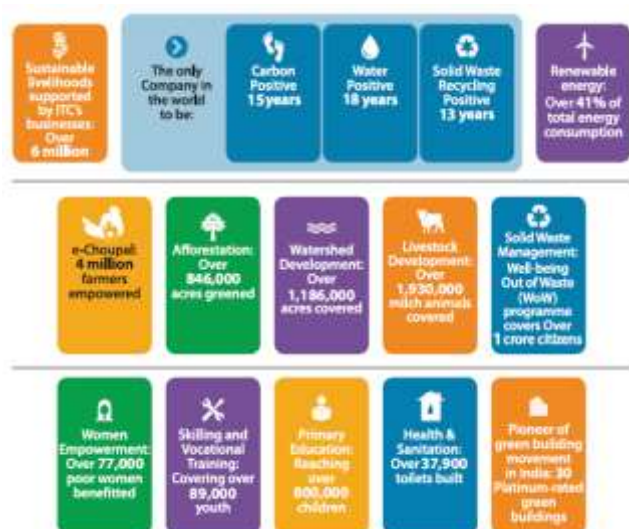 Sustainable
livelihoods
supported
by ITC's
businesses:
Over
6 million
The only
Company in
the world
to be:
Carbon
Positive
15 years
Water
Positive
18 years
Solid Waste
Recycling
Positive
13 years
Renewable
energy:
Over 41% of
total energy
consumption
e-Choupal:
4 million
farmers
empowered
Afforestation:
Over
846,000
acres greened
Watershed
Development:
Over
1,186,000
acres covered
Livestock
Development:
Over
1,930,000
milch animals
covered
Solid Waste
Management:
Well-being
Out of Waste
(WoW)
programme
covers Over
1 crore citizens
Women
Empowerment:
Over 77,000
poor women
benefitted
Skilling and
Vocational
Training:
Covering over
89,000
youth
Primary
Education:
Reaching
over
800,000
children
Health &
Sanitation:
Over 37,900
toilets built
Pioneer of
green building
movement
in India: 30
Platinum-rated
green
buildings